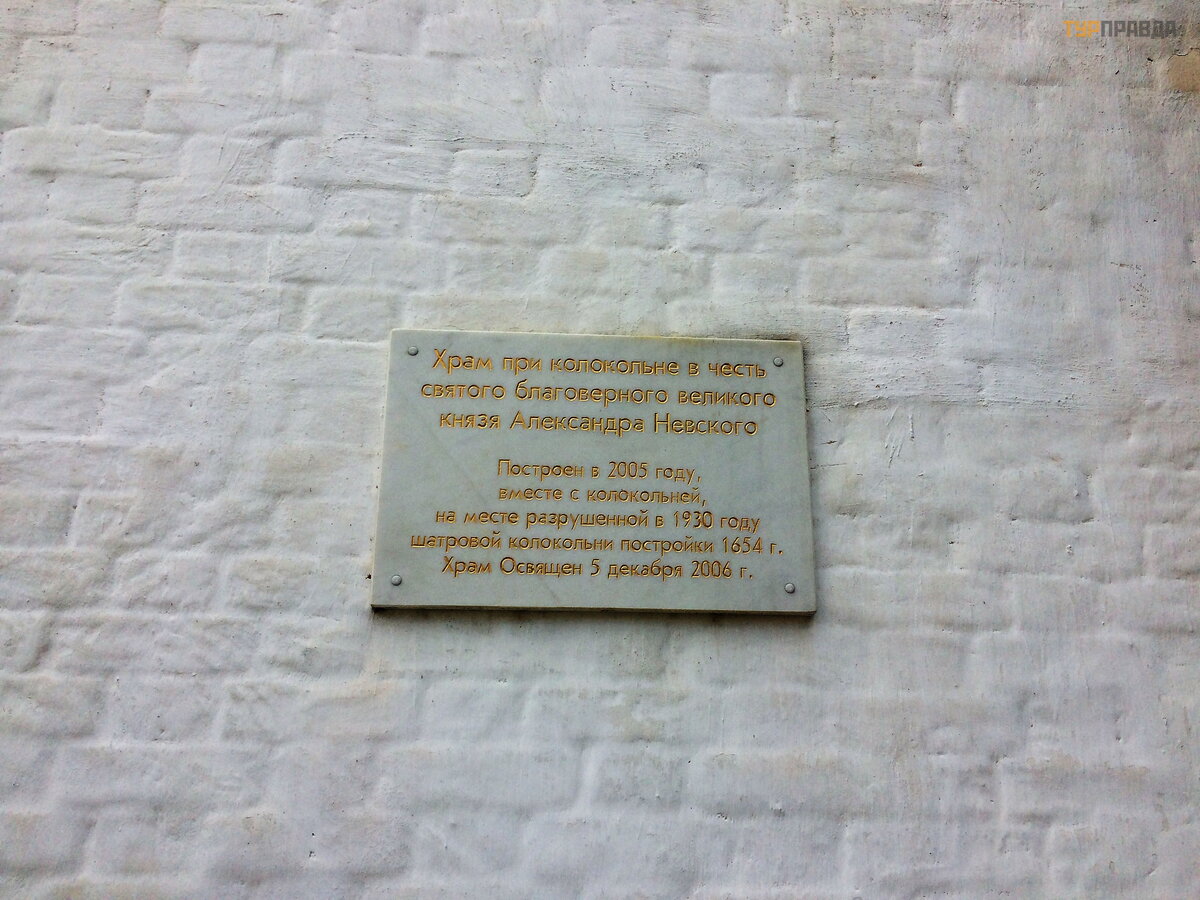 ТУРПРАВДА
Храм при колокольне в честь
святого благоверного великого
князя Александра Невского
Построен в 2005 году,
вместе с колокольней,
на месте разрушенной в 1930 году
шатровой колокольни постройки 1654 г.
Храм Освящен 5 декабря 2006 г.